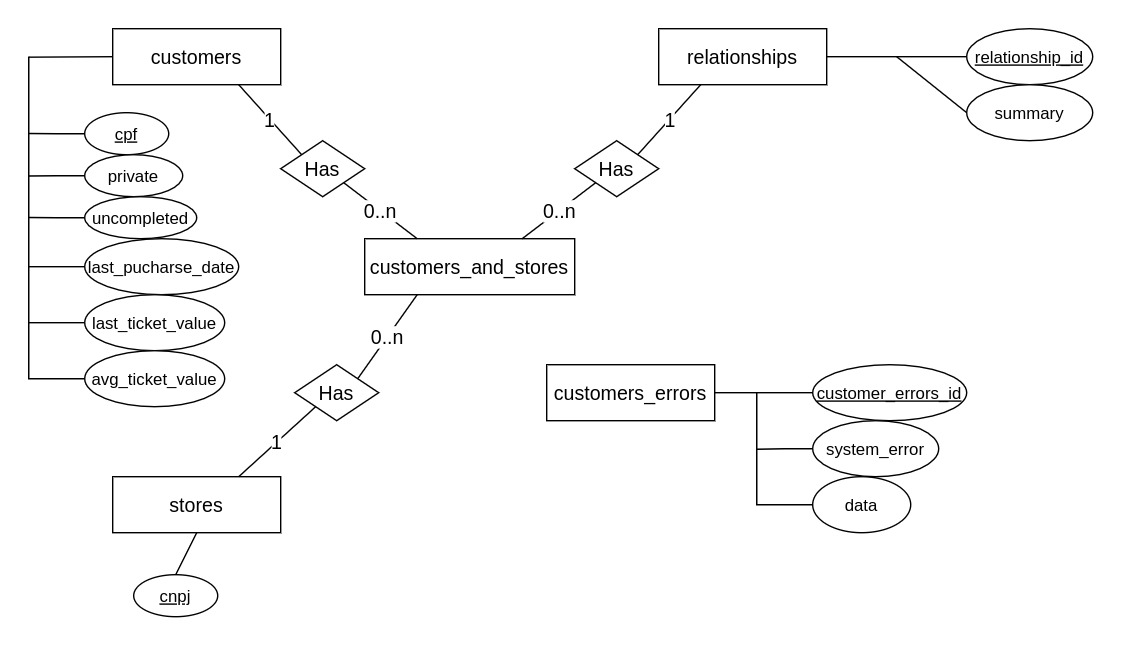 customers
relationships
relationship_id
summary
1
1
cpf
Has
Has
private
0..n
0..n
uncompleted
last_pucharse_date
customers_and_stores
last_ticket_value
0..n
avg_ticket_value
Has
customers_errors
customer_errors_id
1
system_error
stores
data
cnpj